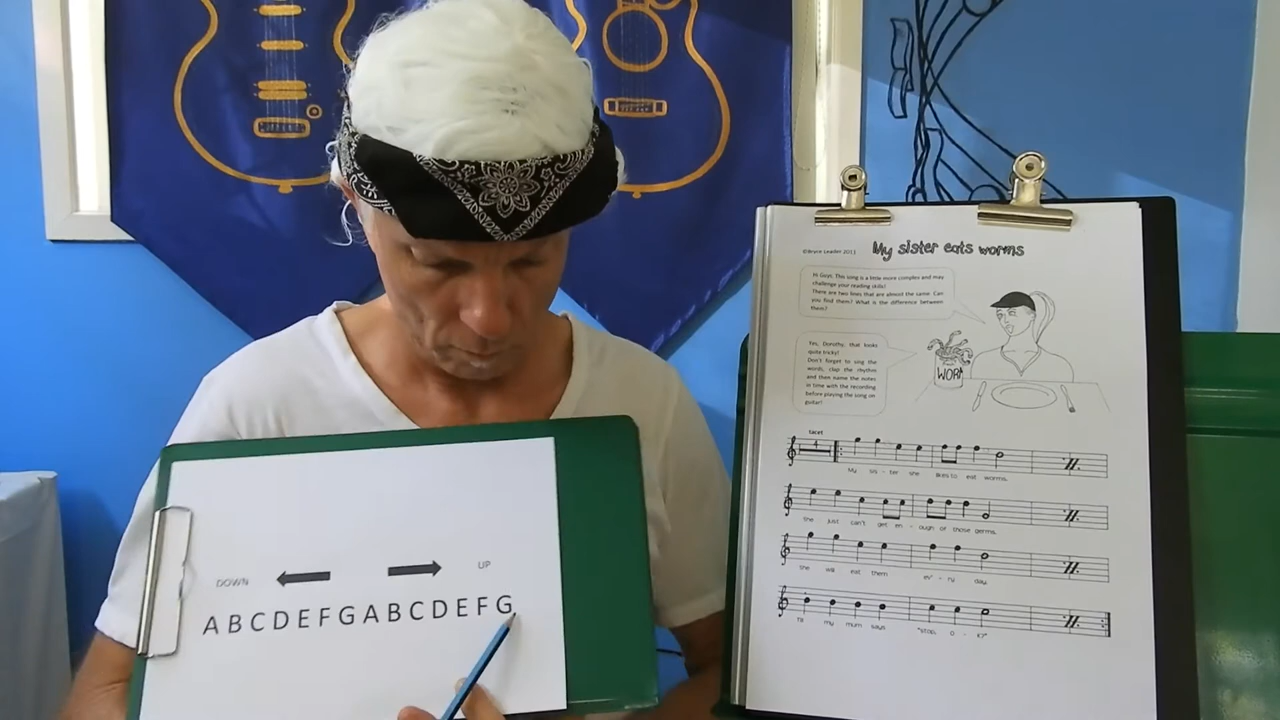 ©Bryce Leader 2011 My sister eats worms
Hi Guys. This song is a little more complex and may
challenge your reading skills!
There are two lines that are almost the same. Can
you find them? What is the difference between
them?
Yes, Dorothy, that looks
quite tricky!
Don't forget to sing the
words, clap the rhythm
and then name the notes
in time with the recording
before playing the song on
guitar!
WORM
tacet
4
My sis - ter she likes to eat worms.
She just can't get en - ough of those germs.
She will eat them ev' - ry day
Till my mum says "Stop, O - K?"
DOWN UP
A B C D E F G A B C D E F G